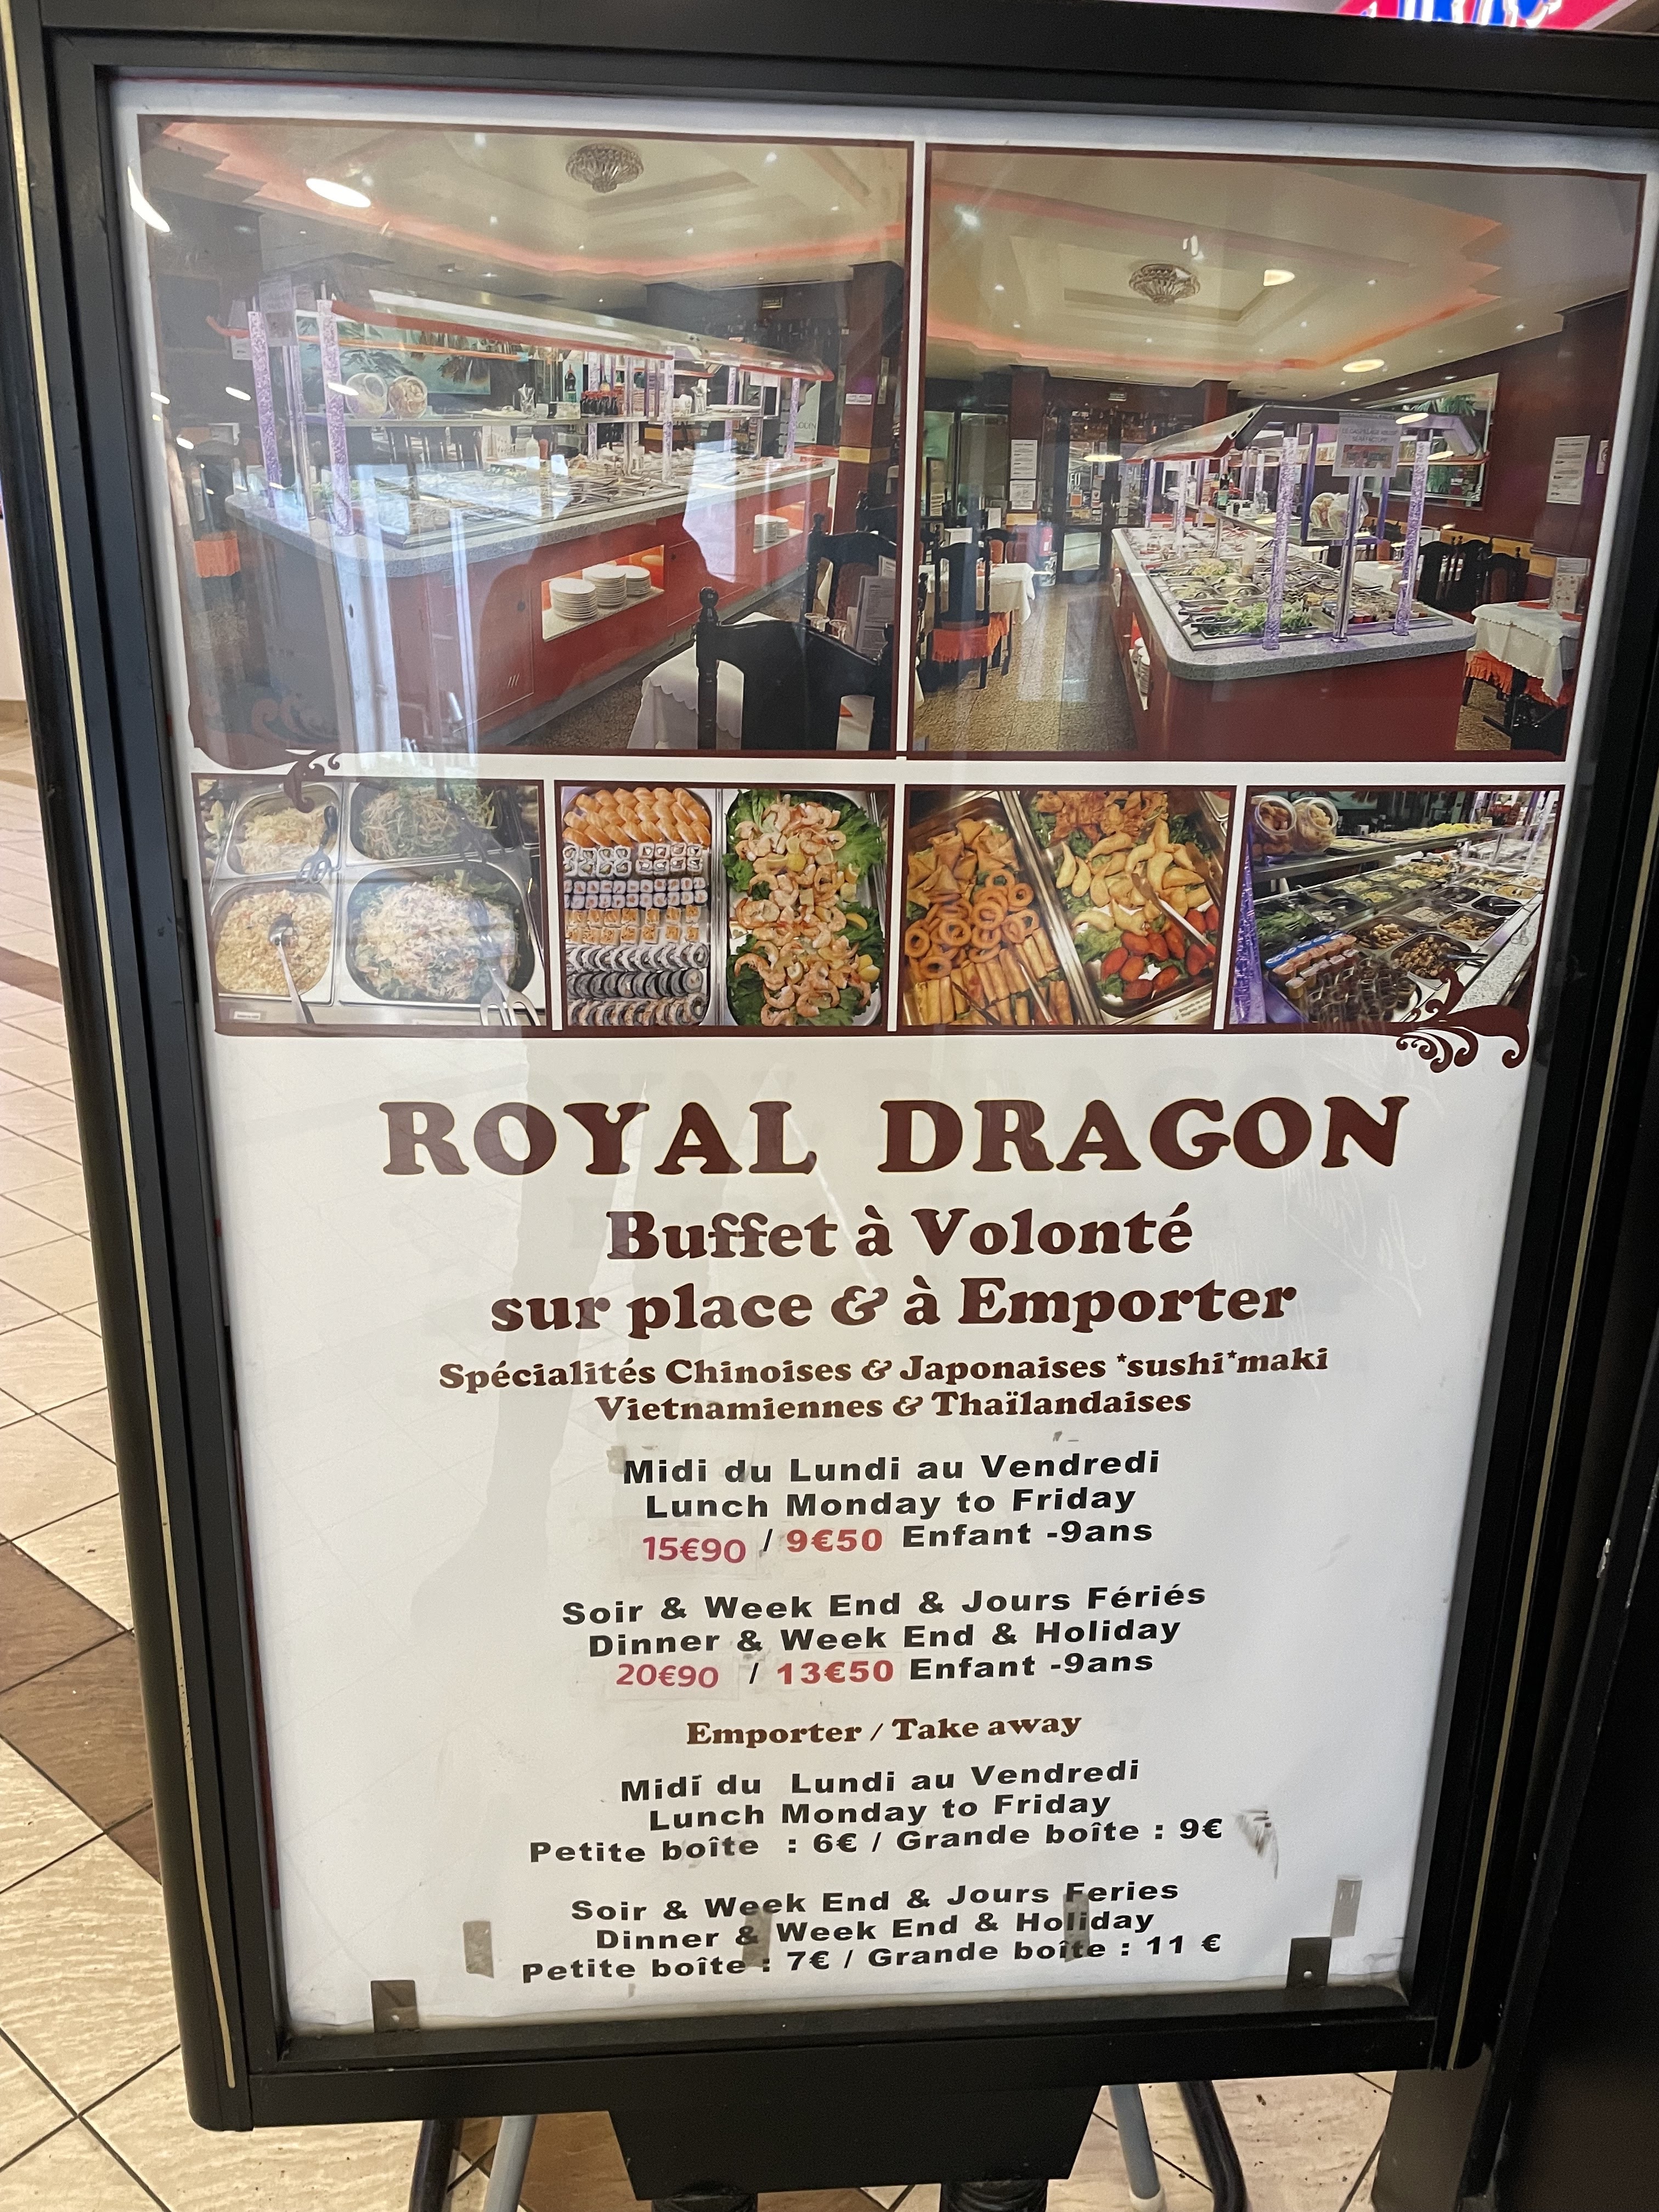 ROYAL DRAGON
Buffet à Volonté
sur place & à Emporter
Spécialités Chinoises & Japonaises *sushi*maki
Vietnamiennes & Thaïlandaises
Midi du Lundi au Vendredi
Lunch Monday to Friday
15€90 / 9€50 Enfant -9ans
Soir & Week End & Jours Fériés
Dinner & Week End & Holiday
20€90 / 13€50 Enfant -9ans
Emporter / Take away
Midi du Lundi au Vendredi
Lunch Monday to Friday
Petite boîte : 6€ / Grande boîte : 9€
Soir & Week End & Jours Feries
Dinner & Week End & Holiday
Petite boîte : 7€ / Grande boîte : 11 €